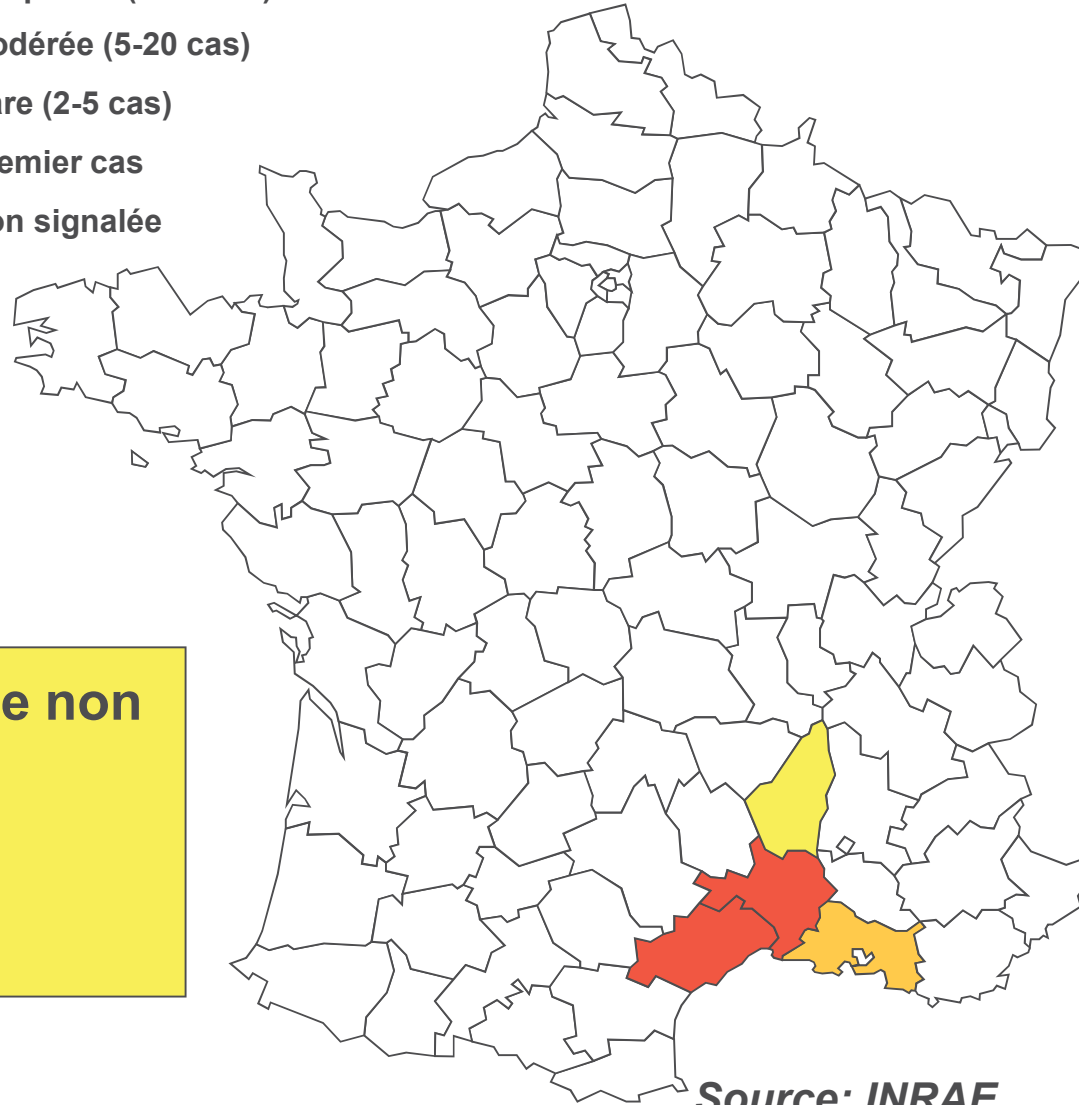 odérée (5-20 cas)
are (2-5 cas)
emier cas
on signalée
e non
Source: INRAE